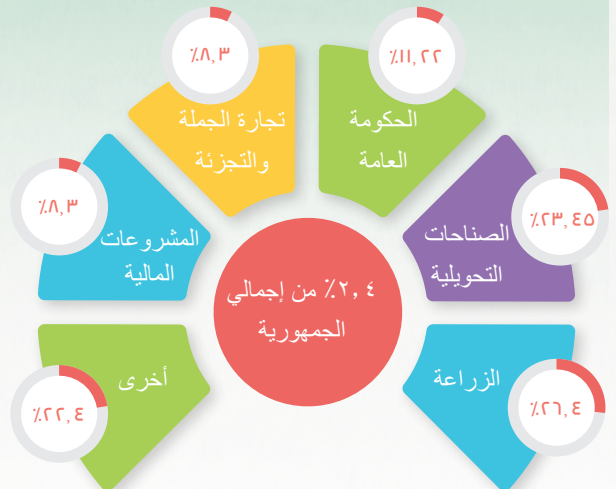 ٪١١,٢٢
الحكومة
العامة
٪٨,٣
تجارة الجملة
والتجزئة
٪٢٣,٤٥
الصناحات
التحويلية
٪٨,٣
المشروعات
المالية
٪٢,٤ من إجمالي
الجمهورية
الزراعة
٪٢٦,٤
أخرى
٪٢٢,٤